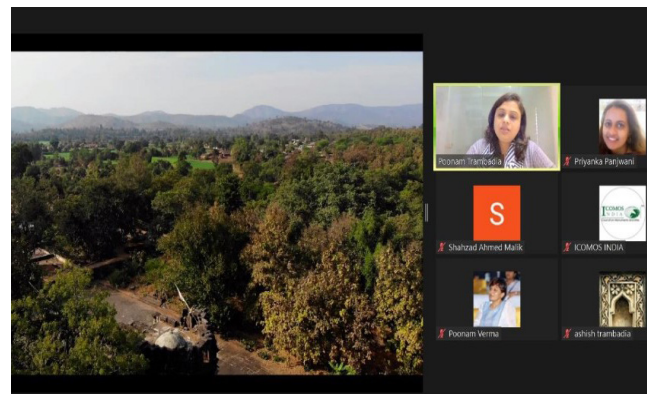 Poonam Trambadia
Priyanka Panjwani
S
Shahzad Ahmed Malik
ICOMOS
INDIA
ICOMOS INDIA
Poonam Verma
ashish trambadia